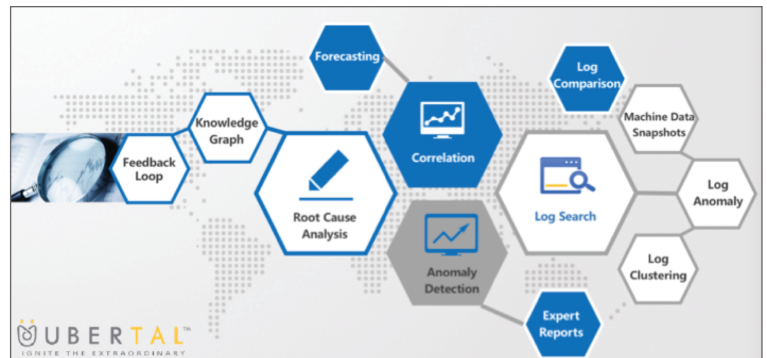 Forecasting
Log
Comparison
Machine Data
Snapshots
Knowledge
Graph
Feedback
Loop
Correlation
Root Cause
Analysis
Log Search
Log
Anomaly
Anomaly
Detection
Log
Clustering
Expert
Reports
UBERTAL™
IGNITE THE EXTRAORDINARY